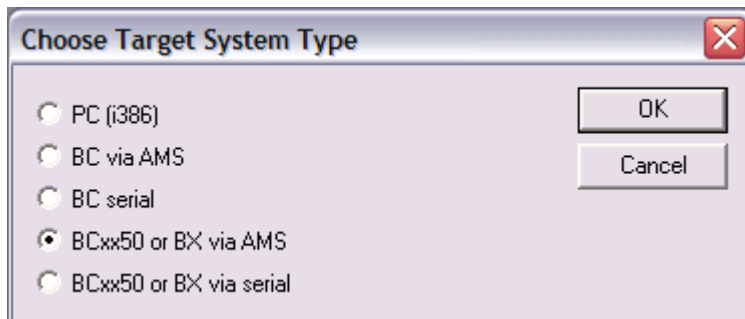 Choose Target System Type
PC (i386)
OK
BC via AMS
Cancel
BC serial
BCxx50 or BX via AMS
BCxx50 or BX via serial